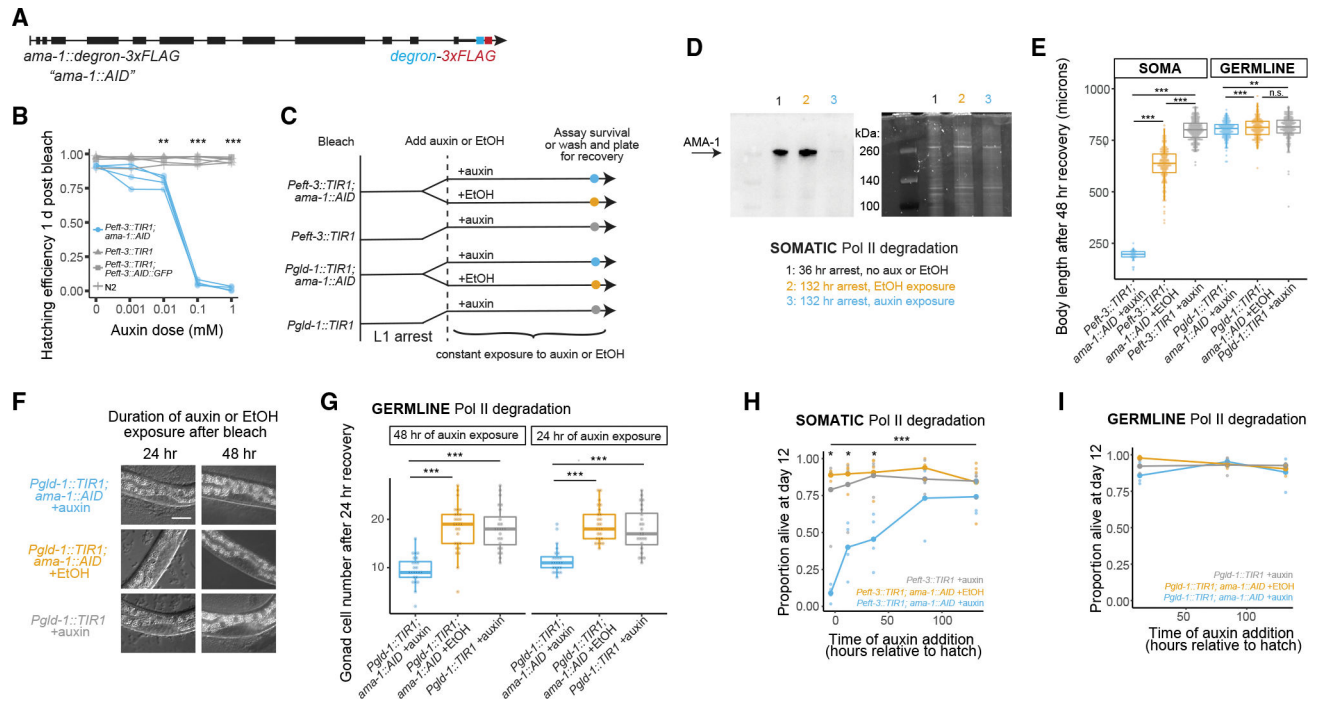 A
ama-1::degron-3xFLAG
"ama-1::AID"
degron-3xFLAG
B
Hatching efficiency 1 d post bleach
1.00
0.75
0.50
0.25
0.00
** *** ***
Peft-3::TIR1;
ama-1::AID
Peft-3::TIR1
Peft-3::TIR1;
Peft-3::AID::GFP
N2
0 0.001 0.01 0.1 1
Auxin dose (mM)
C
Bleach
Add auxin or EtOH
Assay survival
or wash and plate
for recovery
Peft-3::TIR1;
ama-1::AID
+auxin
+EtOH
Peft-3::TIR1
+auxin
Pgld-1::TIR1;
ama-1::AID
+auxin
+EtOH
Pgld-1::TIR1
+auxin
L1 arrest
constant exposure to auxin or EtOH
D
1 2 3
AMA-1
kDa:
260
140
100
1 2 3
SOMATIC Pol II degradation
1: 36 hr arrest, no aux or EtOH
2: 132 hr arrest, EtOH exposure
3: 132 hr arrest, auxin exposure
E
Body length after 48 hr recovery (microns)
SOMA GERMLINE
1000
750
500
250
***
***
***
**
***
n.s.
Peft-3::TIR1;
ama-1::AID +auxin
Peft-3::TIR1;
ama-1::AID +EtOH
Peft-3::TIR1 +auxin
Pgld-1::TIR1;
ama-1::AID +auxin
Pgld-1::TIR1;
ama-1::AID +EtOH
Pgld-1::TIR1 +auxin
F
Duration of auxin or EtOH
exposure after bleach
24 hr 48 hr
Pgld-1::TIR1;
ama-1::AID
+auxin
Pgld-1::TIR1;
ama-1::AID
+EtOH
Pgld-1::TIR1
+auxin
G
GERMLINE Pol II degradation
Gonad cell number after 24 hr recovery
48 hr of auxin exposure 24 hr of auxin exposure
***
***
***
***
20
10
Pgld-1::TIR1;
ama-1::AID +auxin
Pgld-1::TIR1;
ama-1::AID +EtOH
Pgld-1::TIR1 +auxin
Pgld-1::TIR1;
ama-1::AID +auxin
Pgld-1::TIR1;
ama-1::AID +EtOH
Pgld-1::TIR1 +auxin
H
SOMATIC Pol II degradation
Proportion alive at day 12
***
* * *
1.00
0.75
0.50
0.25
0.00
Peft-3::TIR1 +auxin
Peft-3::TIR1; ama-1::AID +EtOH
Peft-3::TIR1; ama-1::AID +auxin
0 50 100
Time of auxin addition
(hours relative to hatch)
I
GERMLINE Pol II degradation
Proportion alive at day 12
1.00
0.75
0.50
0.25
0.00
Pgld-1::TIR1 +auxin
Pgld-1::TIR1; ama-1::AID +EtOH
Pgld-1::TIR1; ama-1::AID +auxin
50 100
Time of auxin addition
(hours relative to hatch)